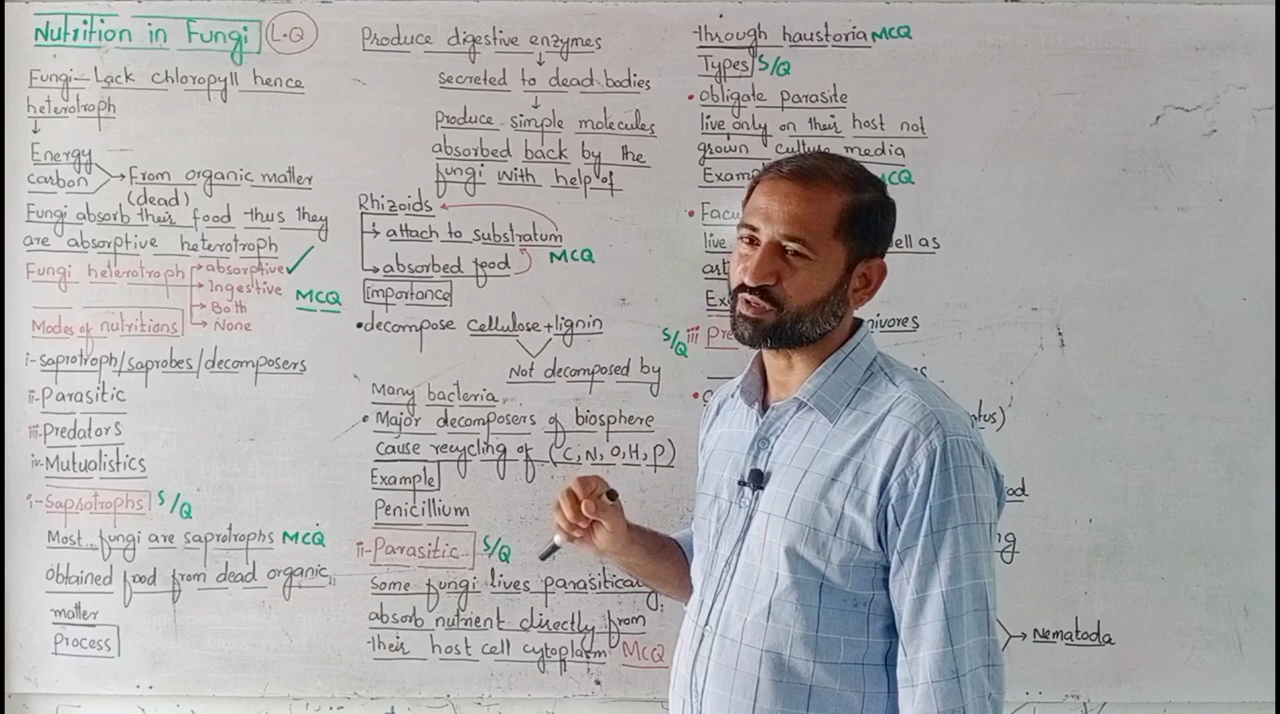 Nutrition in Fungi L.Q
Fungi-Lack chloropyll hence
heterotroph
↓
Energy
carbon → From organic matter
(dead)
Fungi absorb their food thus they
are absorptive heterotroph
Fungi heterotroph → absorptive ✓
→ Ingestive
→ Both
→ None
MCQ
Modes of nutritions
i-saprotroph/saprobes/decomposers
ii-Parasitic
iii-Predators
iv-Mutualistics
i-Saprotrophs S/Q
Most fungi are saprotrophs MCQ
obtained food from dead organic
matter
Process
Produce digestive enzymes
↓
secreted to dead bodies
↓
produce simple molecules
absorbed back by the
fungi with help of
Rhizoids
→ attach to substratum
→ absorbed food
MCQ
Importance
•decompose cellulose+lignin
Not decomposed by
Many bacteria
• Major decomposers of biosphere
cause recycling of (C, N, O, H, P)
Example
Penicillium
ii-Parasitic S/Q
Some fungi lives
absorb nutrient directly from
their host cell cytoplasm MCQ
through haustoria MCQ
Types S/Q
• obligate parasite
live only on their host not
grown culture media
MCQ
live
S/Q iii
→ Nematoda